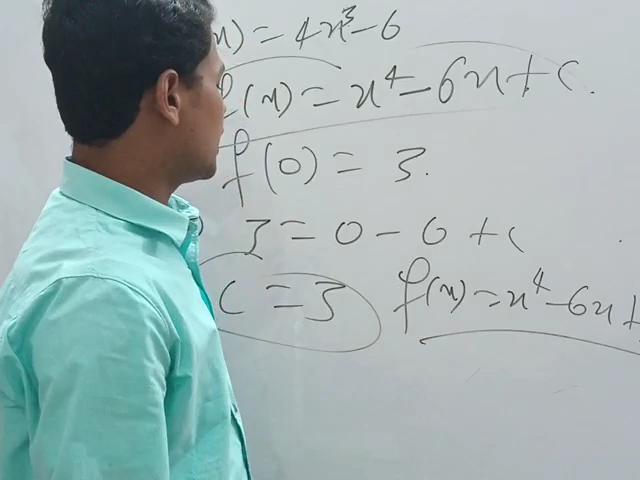 x) = 4x³ - 6
f(x) = x⁴ - 6x + c.
f(0) = 3.
3 = 0 - 0 + c
c = 3 f(x) = x⁴ - 6x +